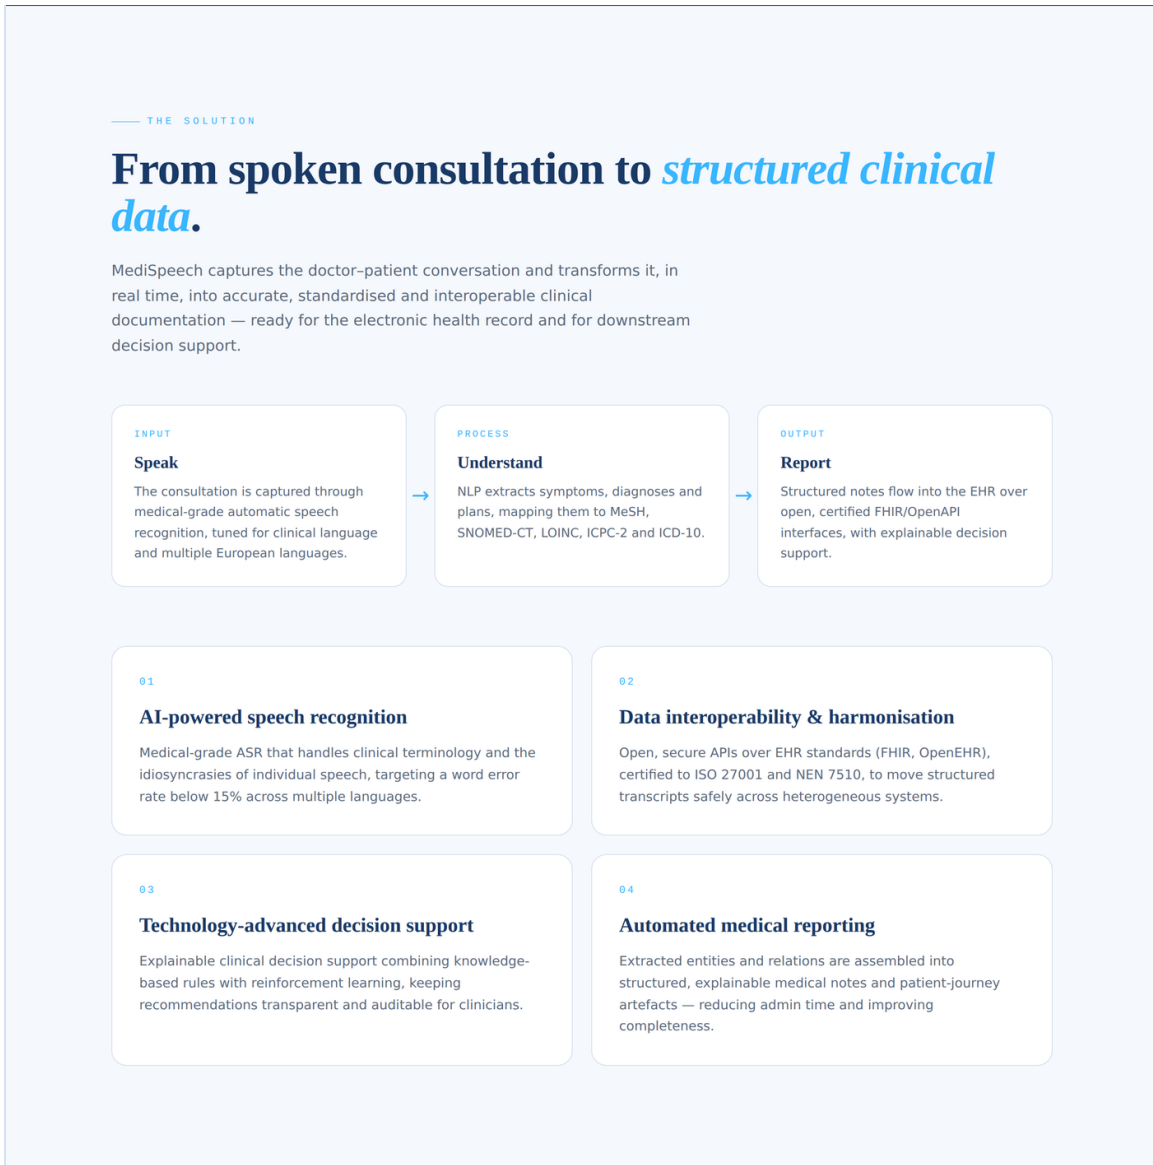 THE SOLUTION
From spoken consultation to structured clinical
data.
MediSpeech captures the doctor–patient conversation and transforms it, in
real time, into accurate, standardised and interoperable clinical
documentation — ready for the electronic health record and for downstream
decision support.
INPUT
Speak
The consultation is captured through
medical-grade automatic speech
recognition, tuned for clinical language
and multiple European languages.
→
PROCESS
Understand
NLP extracts symptoms, diagnoses and
plans, mapping them to MeSH,
SNOMED-CT, LOINC, ICPC-2 and ICD-10.
→
OUTPUT
Report
Structured notes flow into the EHR over
open, certified FHIR/OpenAPI
interfaces, with explainable decision
support.
01
AI-powered speech recognition
Medical-grade ASR that handles clinical terminology and the
idiosyncrasies of individual speech, targeting a word error
rate below 15% across multiple languages.
02
Data interoperability & harmonisation
Open, secure APIs over EHR standards (FHIR, OpenEHR),
certified to ISO 27001 and NEN 7510, to move structured
transcripts safely across heterogeneous systems.
03
Technology-advanced decision support
Explainable clinical decision support combining knowledge-
based rules with reinforcement learning, keeping
recommendations transparent and auditable for clinicians.
04
Automated medical reporting
Extracted entities and relations are assembled into
structured, explainable medical notes and patient-journey
artefacts — reducing admin time and improving
completeness.